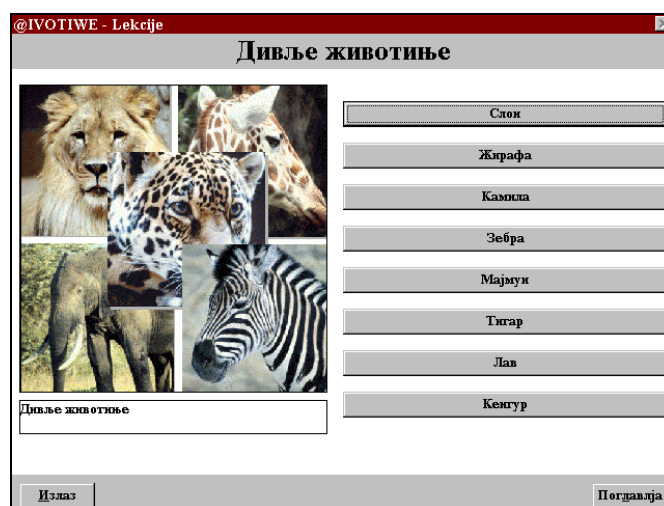 @IVOTIWE - Lekcije
Дивље животиње
Слон
Жирафа
Камила
Зебра
Мајмун
Тигар
Лав
Кенгур
Дивље животиње
Излаз
Поглавља